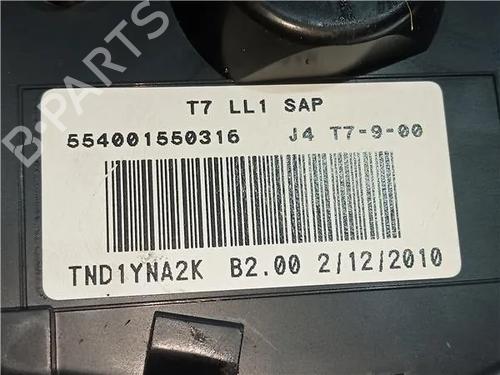 B-PARTS
T7 LL1 SAP
554001550316 J4 T7-9-00
TND1YNA2K B2.00 2/12/2010